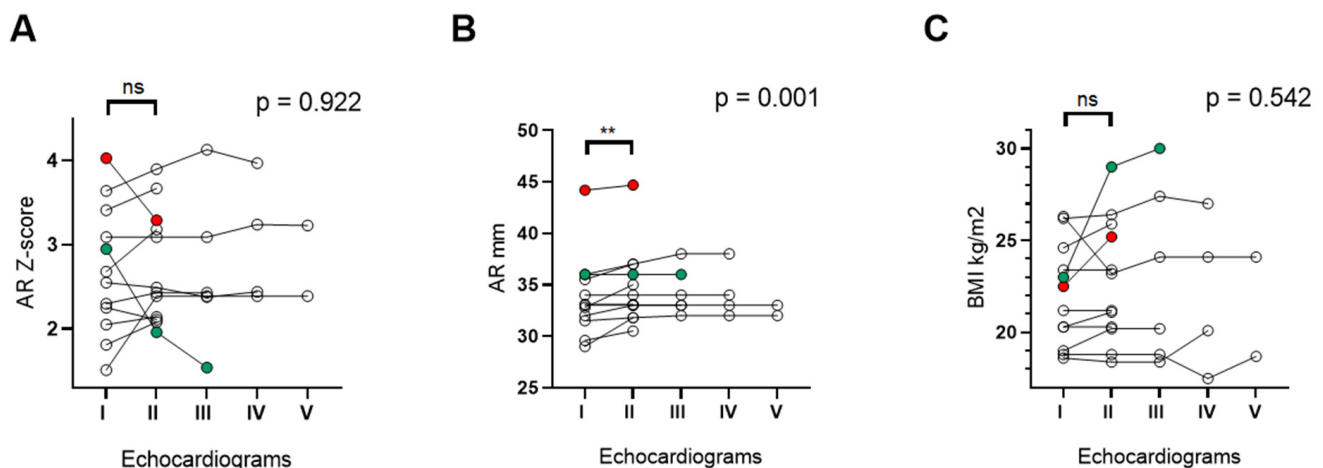 A
ns
p = 0.922
AR Z-score
4
3
2
I II III IV V
Echocardiograms
B
p = 0.001
**
AR mm
50
45
40
35
30
25
I II III IV V
Echocardiograms
C
ns
p = 0.542
BMI kg/m2
30
25
20
I II III IV V
Echocardiograms